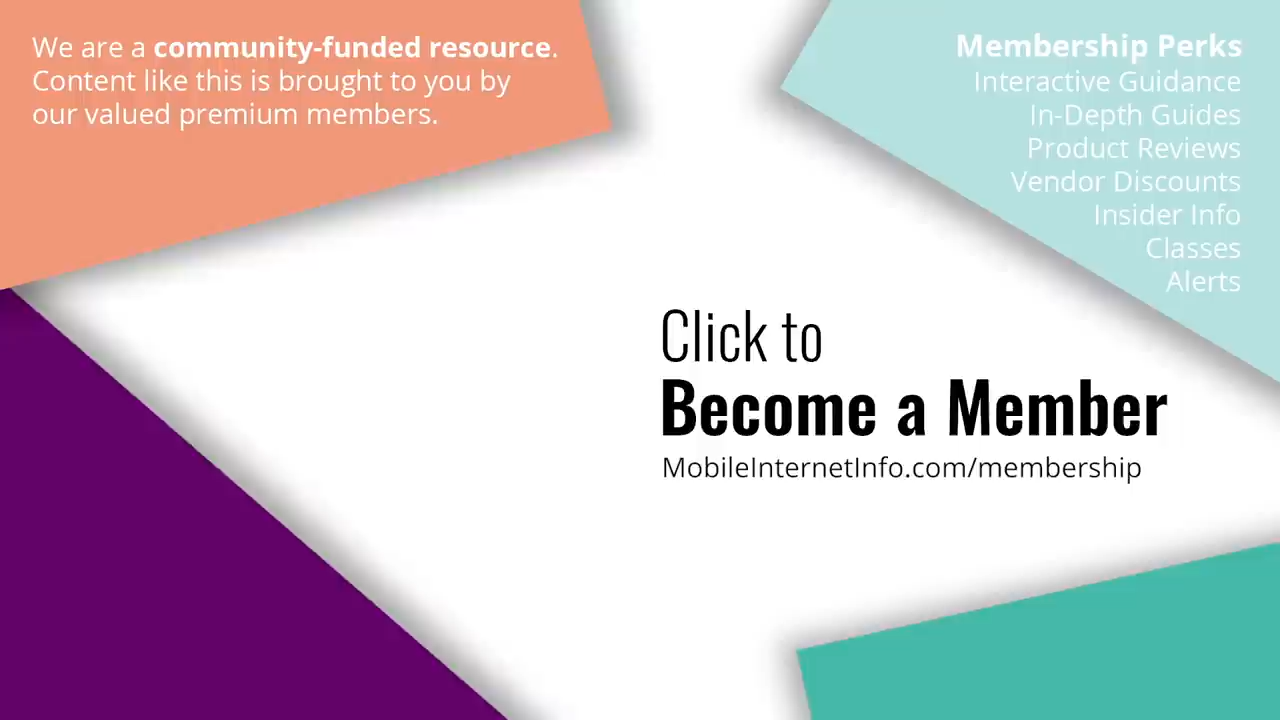 We are a community-funded resource.
Content like this is brought to you by
our valued premium members.
Membership Perks
Interactive Guidance
In-Depth Guides
Product Reviews
Vendor Discounts
Insider Info
Classes
Alerts
Click to
Become a Member
MobileInternetInfo.com/membership